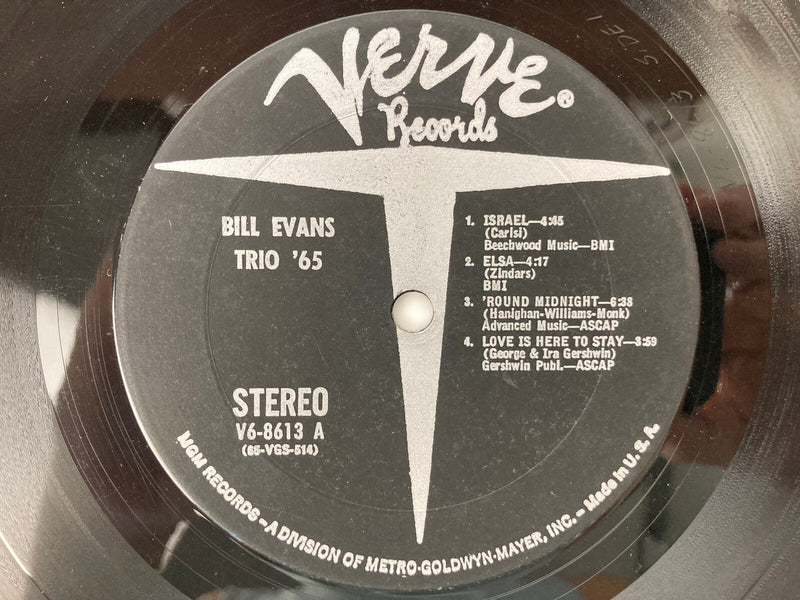 Verve®
Records
BILL EVANS
TRIO '65
1. ISRAEL—4:45
(Carisi)
Beechwood Music—BMI
2. ELSA—4:17
(Zindars)
BMI
3. 'ROUND MIDNIGHT—6:38
(Hanighan-Williams-Monk)
Advanced Music—ASCAP
4. LOVE IS HERE TO STAY—3:59
(George & Ira Gershwin)
Gershwin Publ.—ASCAP
STEREO
V6-8613 A
(65-VGS-514)
MGM RECORDS – A DIVISION OF METRO-GOLDWYN-MAYER, INC. – Made in U. S. A.
SIDE 1